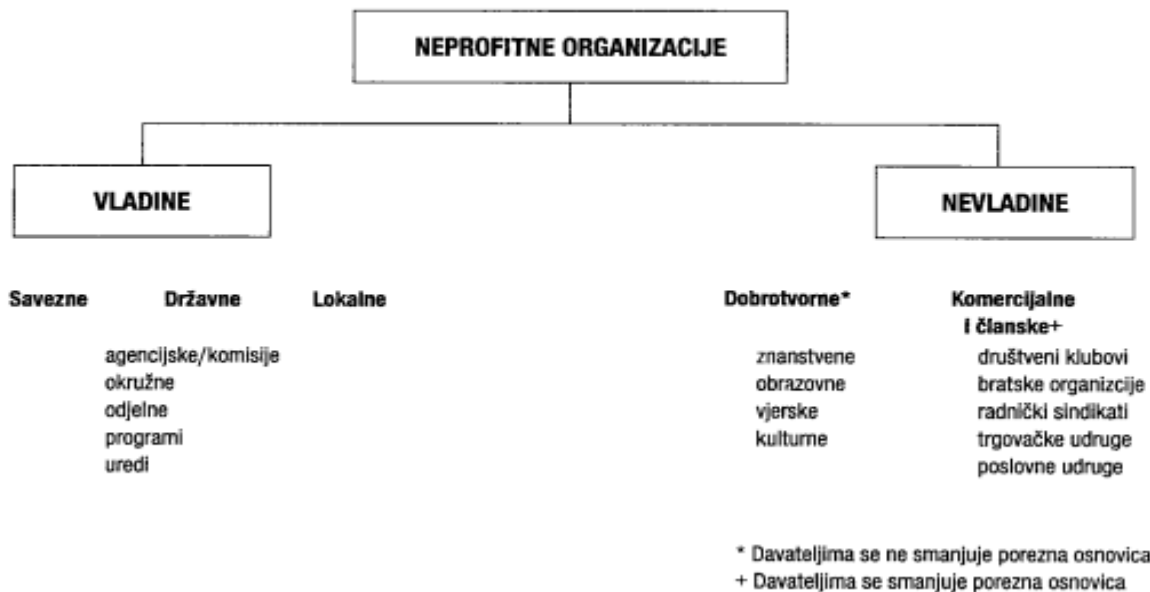 NEPROFITNE ORGANIZACIJE
VLADINE
NEVLADINE
Savezne Državne Lokalne
agencijske/komisije
okružne
odjelne
programi
uredi
Dobrotvorne*
znanstvene
obrazovne
vjerske
kulturne
Komercijalne
i članske+
društveni klubovi
bratske organizcije
radnički sindikati
trgovačke udruge
poslovne udruge
* Davateljima se ne smanjuje porezna osnovica
+ Davateljima se smanjuje porezna osnovica